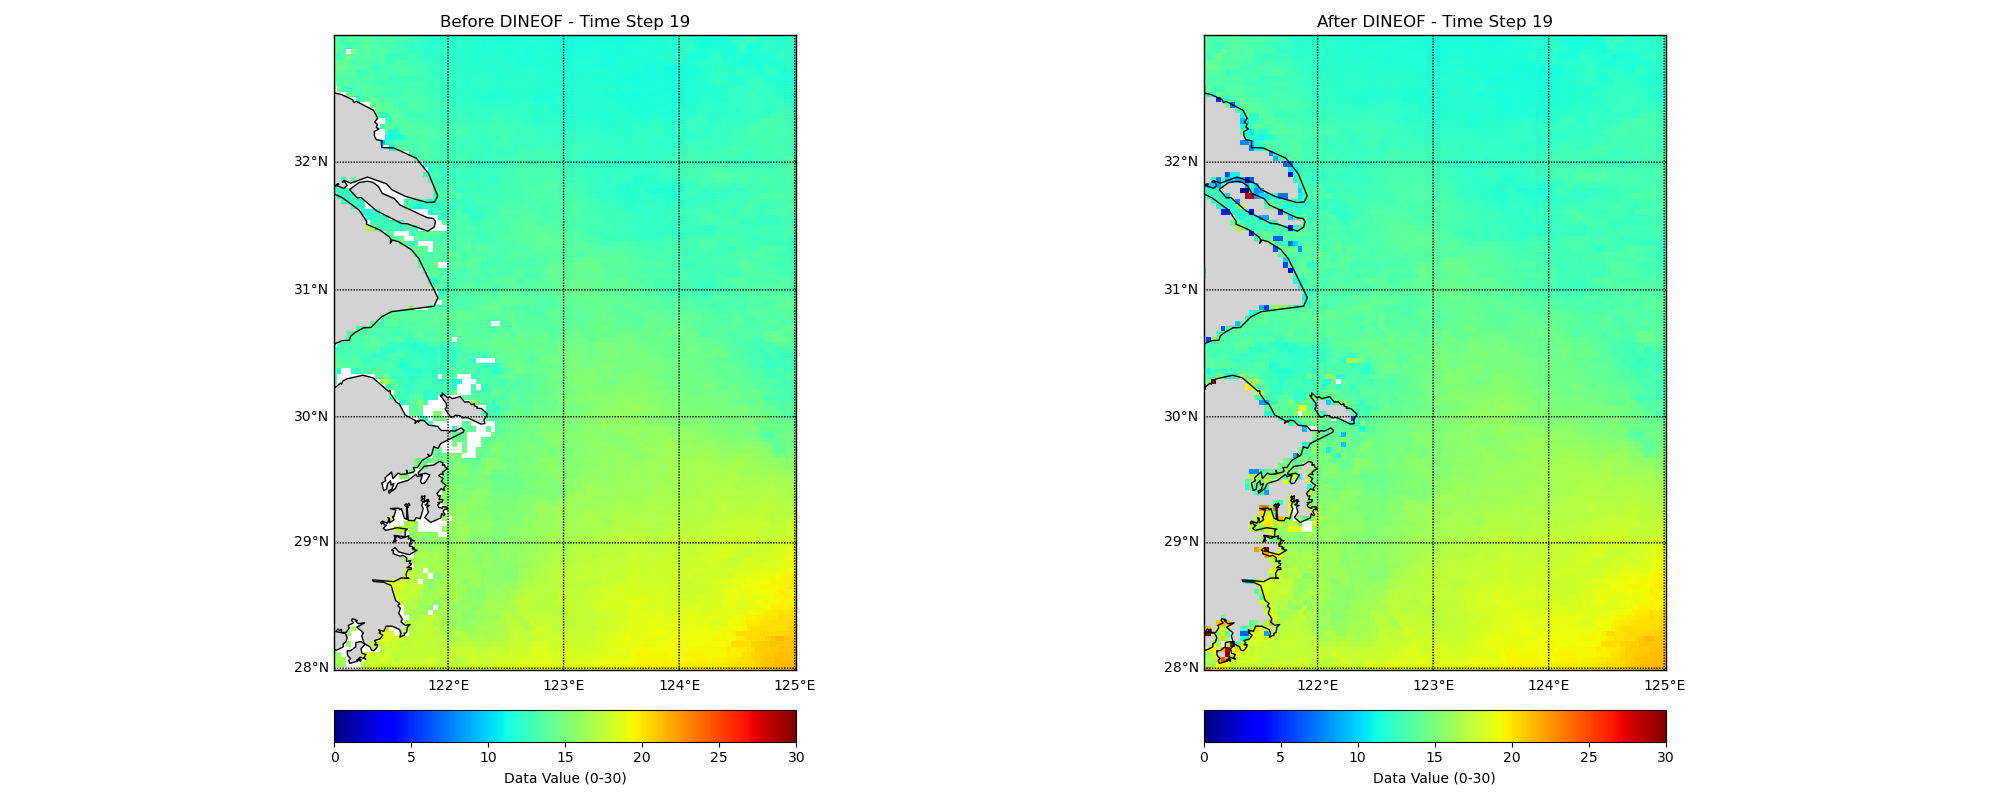 Before DINEOF - Time Step 19
32°N
31°N
30°N
29°N
28°N
122°E
123°E
124°E
125°E
0
5
10
15
20
25
30
Data Value (0-30)
After DINEOF - Time Step 19
32°N
31°N
30°N
29°N
28°N
122°E
123°E
124°E
125°E
0
5
10
15
20
25
30
Data Value (0-30)